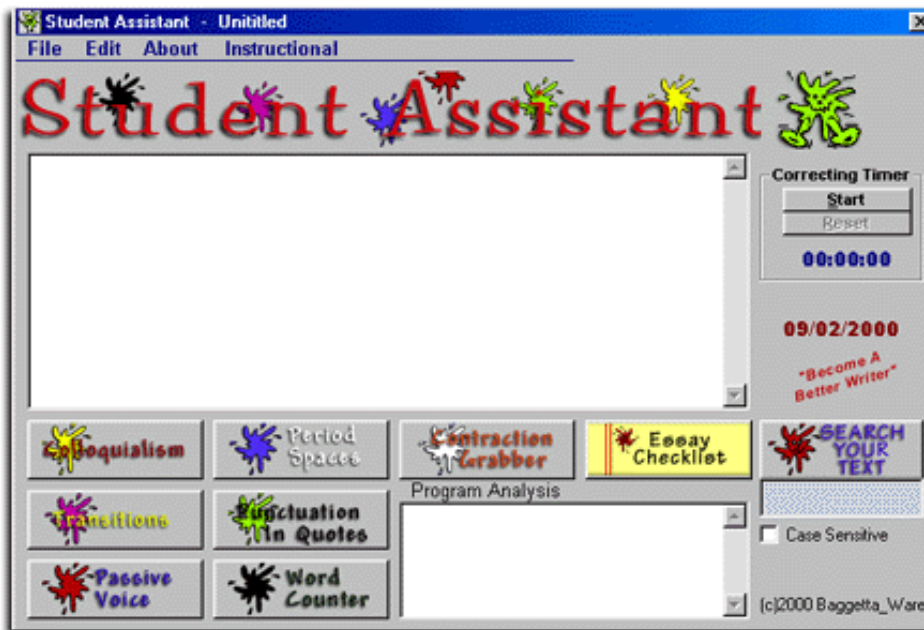 Student Assistant - Unititled
File Edit About Instructional
Student Assistant
Correcting Timer
Start
Reset
00:00:00
09/02/2000
"Become A
Better Writer"
Colloquialism
Period
Spaces
Contraction
Grabber
Essay
Checklist
SEARCH
YOUR
TEXT
Program Analysis
Transitions
Punctuation
In Quotes
Case Sensitive
Passive
Voice
Word
Counter
(c)2000 Baggetta_Ware